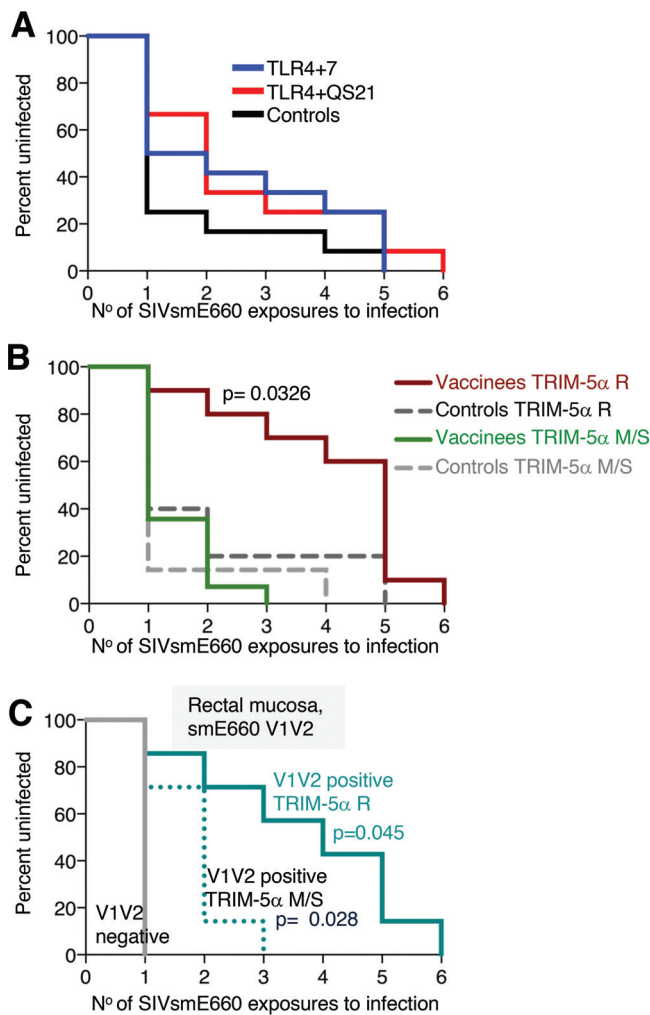 A
100
80
60
40
20
0
Percent uninfected
TLR4+7
TLR4+QS21
Controls
0 1 2 3 4 5 6
Nº of SIVsmE660 exposures to infection
B
100
80
60
40
20
0
Percent uninfected
p= 0.0326
Vaccinees TRIM-5α R
Controls TRIM-5α R
Vaccinees TRIM-5α M/S
Controls TRIM-5α M/S
0 1 2 3 4 5 6
Nº of SIVsmE660 exposures to infection
C
Rectal mucosa,
smE660 V1V2
100
80
60
40
20
0
Percent uninfected
V1V2 positive
TRIM-5α R
p=0.045
V1V2 positive
TRIM-5α M/S
p= 0.028
V1V2
negative
0 1 2 3 4 5 6
Nº of SIVsmE660 exposures to infection